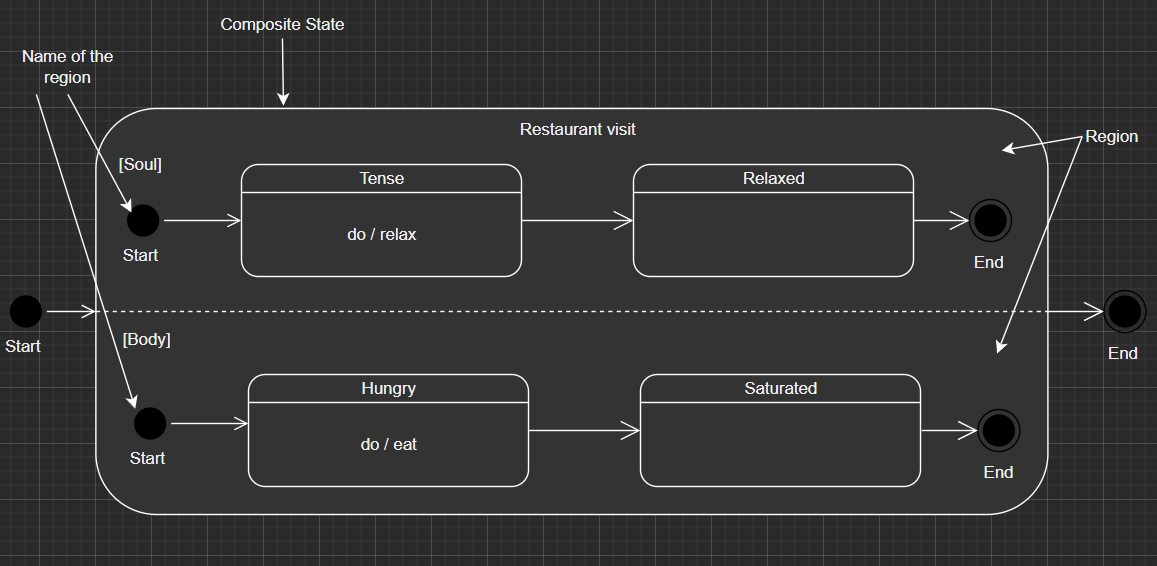 Composite State
Name of the
region
Restaurant visit
Region
[Soul]
Tense
Relaxed
do / relax
Start
End
Start
End
[Body]
Hungry
Saturated
do / eat
Start
End